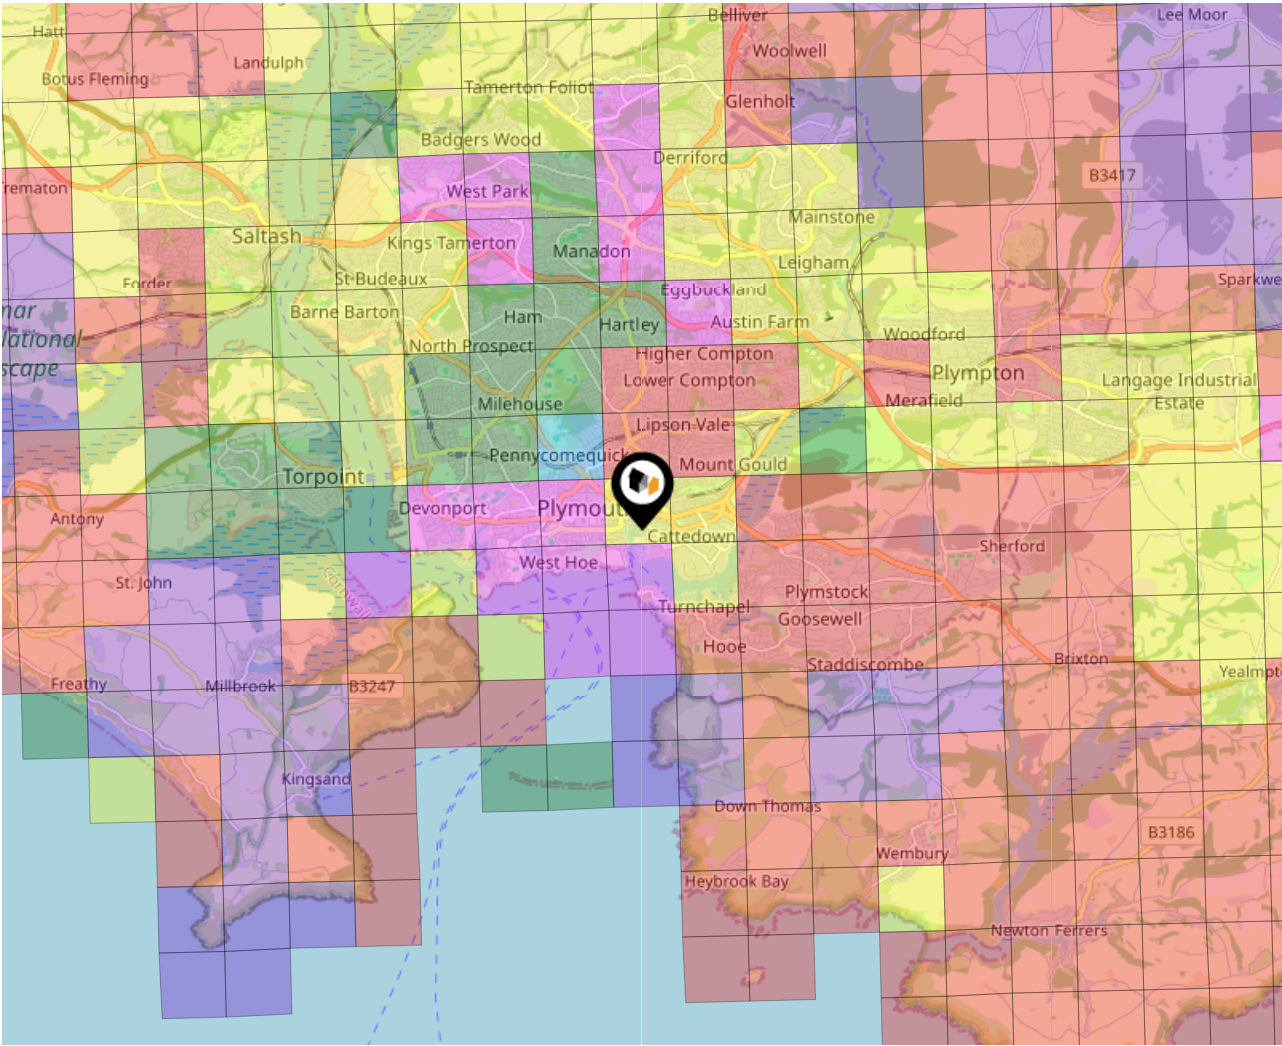 Belliver
Lee Moor
Hatt
Woolwell
Landulph
Botus Fleming
Tamerton Foliot
Glenholt
Badgers Wood
Derriford
B3417
Trematon
West Park
Mainstone
Saltash
Kings Tamerton
Manadon
Leigham
St Budeaux
Sparkwe
Forder
Eggbuckland
Barne Barton
Ham
Hartley
Austin Farm
mar
National
scape
Woodford
North Prospect
Higher Compton
Plympton
Lower Compton
Langage Industrial
Estate
Merafield
Milehouse
Lipson Vale
Pennycomequick
Mount Gould
Torpoint
Antony
Devonport
Plymout
Cattedown
Sherford
West Hoe
St. John
Cornwall
Plymstock
Turnchapel
Goosewell
Hooe
Staddiscombe
Brixton
Yealmpt
Freathy
Millbrook
B3247
Kingsand
Down Thomas
B3186
Wembury
Heybrook Bay
Newton Ferrers